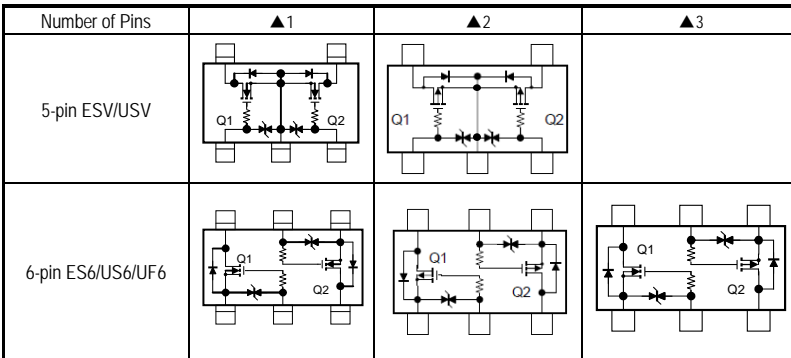 Number of Pins ▲1 ▲2 ▲3
5-pin ESV/USV
Q1 Q2
Q1 Q2
6-pin ES6/US6/UF6
Q1 Q2
Q1 Q2
Q1 Q2